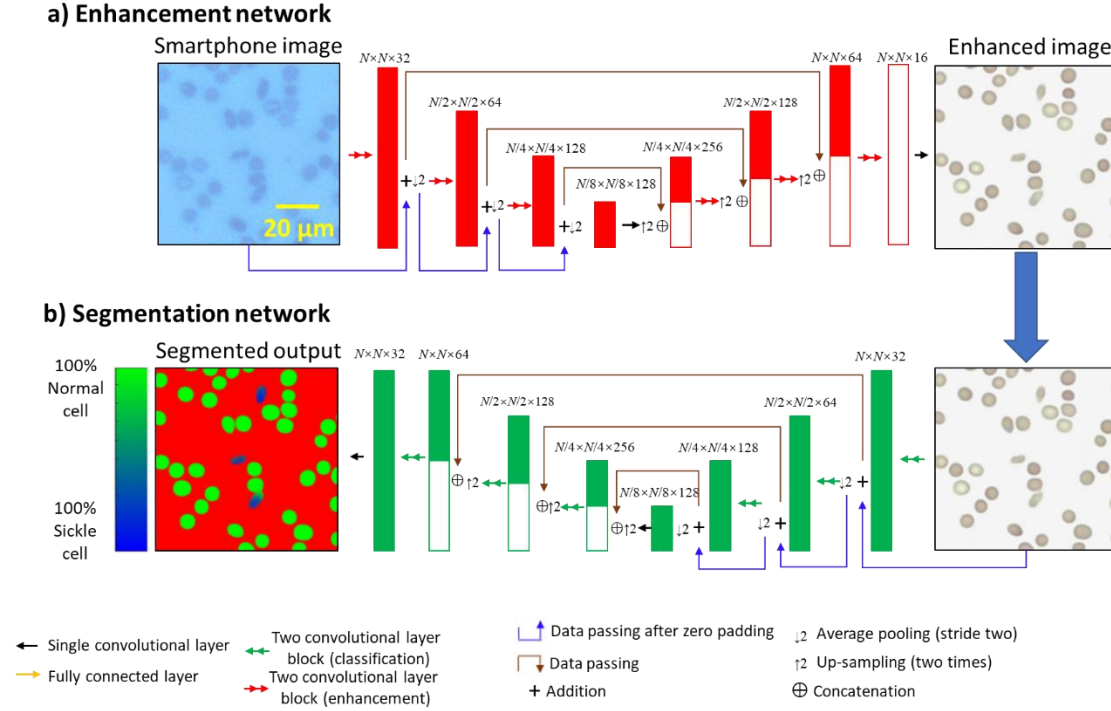 a) Enhancement network
Smartphone image
Enhanced image
N×N×32
N/2×N/2×64
N/4×N/4×128
N/8×N/8×128
N/4×N/4×256
N/2×N/2×128
N×N×64
N×N×16
+↓2
+↓2
+↓2
↑2⊕
↑2⊕
↑2⊕
20 µm
b) Segmentation network
Segmented output
100%
Normal
cell
100%
Sickle
cell
N×N×32
N×N×64
N/2×N/2×128
N/4×N/4×256
N/8×N/8×128
N/4×N/4×128
N/2×N/2×64
N×N×32
⊕↑2
⊕↑2
⊕↑2
↓2 +
↓2 +
↓2 +
Single convolutional layer
Fully connected layer
Two convolutional layer
block (classification)
Two convolutional layer
block (enhancement)
Data passing after zero padding
Data passing
+ Addition
↓2 Average pooling (stride two)
↑2 Up-sampling (two times)
⊕ Concatenation